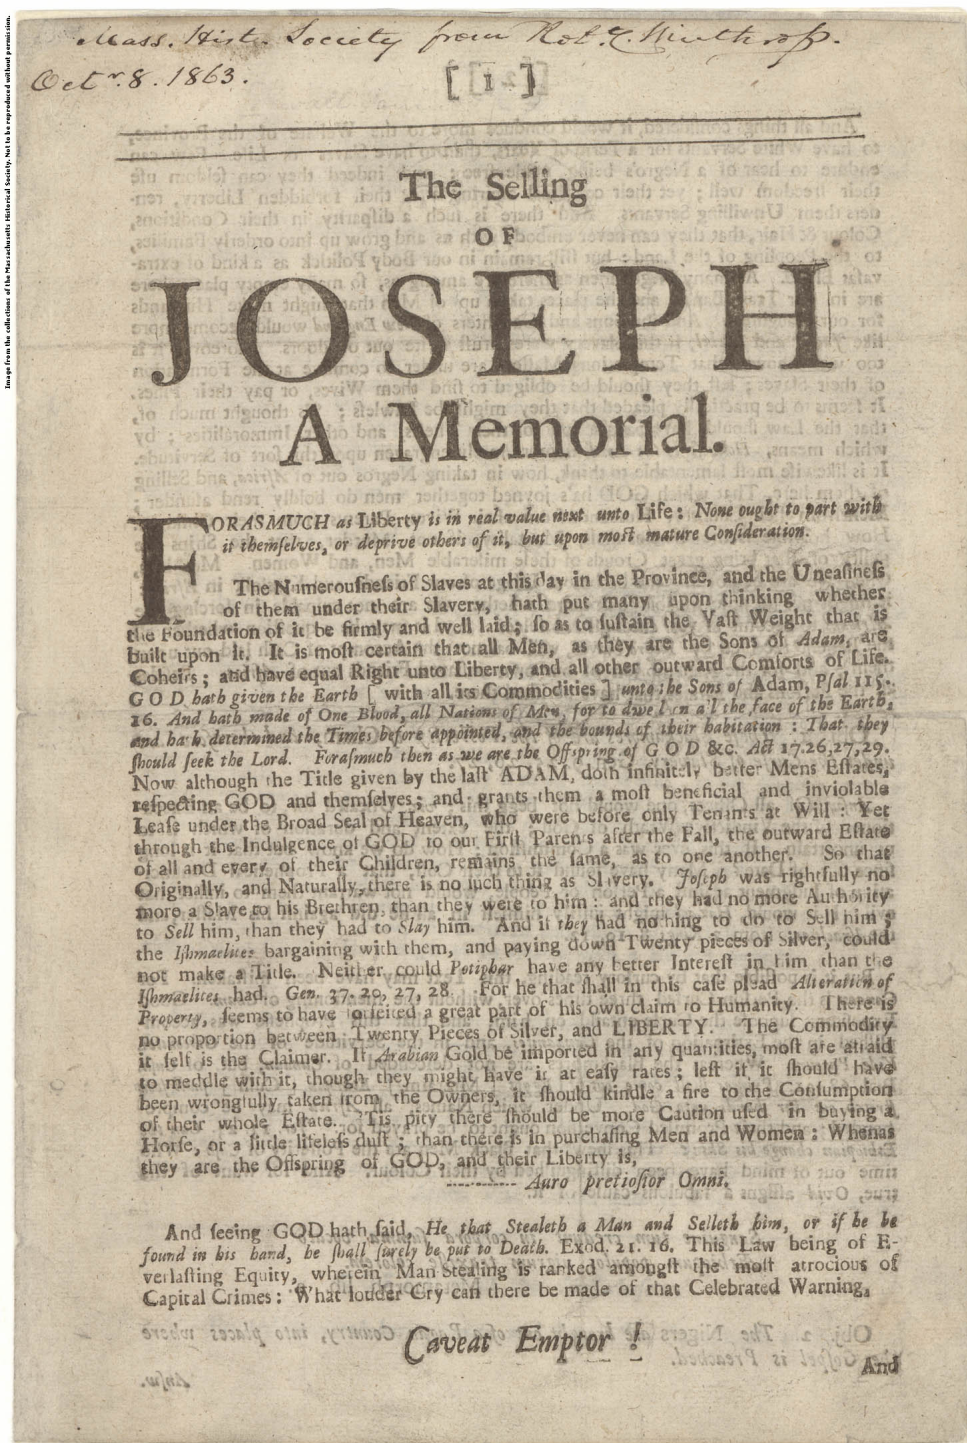 Image from the collections of the Massachusetts Historical Society. Not to be reproduced without permission.
Mass. Hist. Society from Robt. C. Winthrop.
Octr. 8. 1863.
[ 1 ]
The Selling
OF
JOSEPH
A Memorial.
FORASMUCH as Liberty is in real value next unto Life: None ought to part with
it themselves, or deprive others of it, but upon moſt mature Conſideration.
The Numerouſneſs of Slaves at this day in the Province, and the Uneaſineſs
of them under their Slavery, hath put many upon thinking whether
the Foundation of it be firmly and well laid; ſo as to ſuſtain the Vaſt Weight that is
built upon it. It is moſt certain that all Men, as they are the Sons of Adam, are
Coheirs; and have equal Right unto Liberty, and all other outward Comforts of Life.
GOD hath given the Earth [ with all its Commodities ] unto the Sons of Adam, Pſal 115.
16. And hath made of One Blood, all Nations of Men, for to dwell on all the face of the Earth,
and hath determined the Times before appointed, and the bounds of their habitation: That they
ſhould ſeek the Lord. Foraſmuch then as we are the Offspring of GOD &c. Act 17.26,27,29.
Now although the Title given by the laſt ADAM, doth infinitely better Mens Eſtates,
reſpecting GOD and themſelves; and grants them a moſt beneficial and inviolable
Leaſe under the Broad Seal of Heaven, who were before only Tenants at Will: Yet
through the Indulgence of GOD to our Firſt Parents after the Fall, the outward Eſtate
of all and every of their Children, remains the ſame, as to one another. So that
Originally, and Naturally, there is no ſuch thing as Slavery. Joſeph was rightfully no
more a Slave to his Brethren, than they were to him: and they had no more Authority
to Sell him, than they had to Slay him. And if they had nothing to do to Sell him;
the Iſhmaelites bargaining with them, and paying down Twenty pieces of Silver, could
not make a Title. Neither could Potiphar have any better Intereſt in him than the
Iſhmaelites had. Gen. 37. 20, 27, 28. For he that ſhall in this caſe plead Alteration of
Property, ſeems to have forfeited a great part of his own claim to Humanity. There is
no proportion between Twenty Pieces of Silver, and LIBERTY. The Commodity
it ſelf is the Claimer. If Arabian Gold be imported in any quantities, moſt are afraid
to meddle with it, though they might have it at eaſy rates; leſt if it ſhould have
been wrongfully taken from the Owners, it ſhould kindle a fire to the Conſumption
of their whole Eſtate. 'Tis pity there ſhould be more Caution uſed in buying a
Horſe, or a little lifeleſs duſt; than there is in purchaſing Men and Women: Whenas
they are the Offspring of GOD, and their Liberty is,
---------- Auro pretioſior Omni.
And ſeeing GOD hath ſaid, He that Stealeth a Man and Selleth him, or if he be
found in his hand, he ſhall ſurely be put to Death. Exod. 21. 16. This Law being of E-
verlaſting Equity, wherein Man Stealing is ranked amongſt the moſt atrocious of
Capital Crimes: What louder Cry can there be made of that Celebrated Warning,
Caveat Emptor!
And